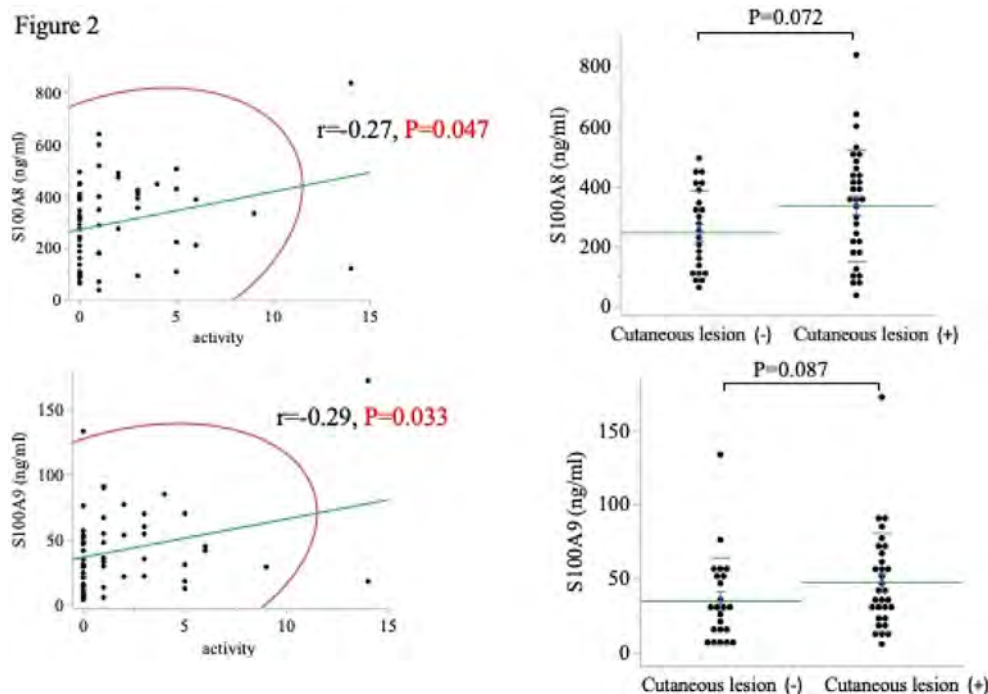 Figure 2
S100A8 (ng/ml)
800
600
400
200
0
r=-0.27, P=0.047
0 5 10 15
activity
P=0.072
S100A8 (ng/ml)
800
600
400
200
0
Cutaneous lesion (-) Cutaneous lesion (+)
S100A9 (ng/ml)
150
100
50
0
r=-0.29, P=0.033
0 5 10 15
activity
P=0.087
S100A9 (ng/ml)
150
100
50
0
Cutaneous lesion (-) Cutaneous lesion (+)